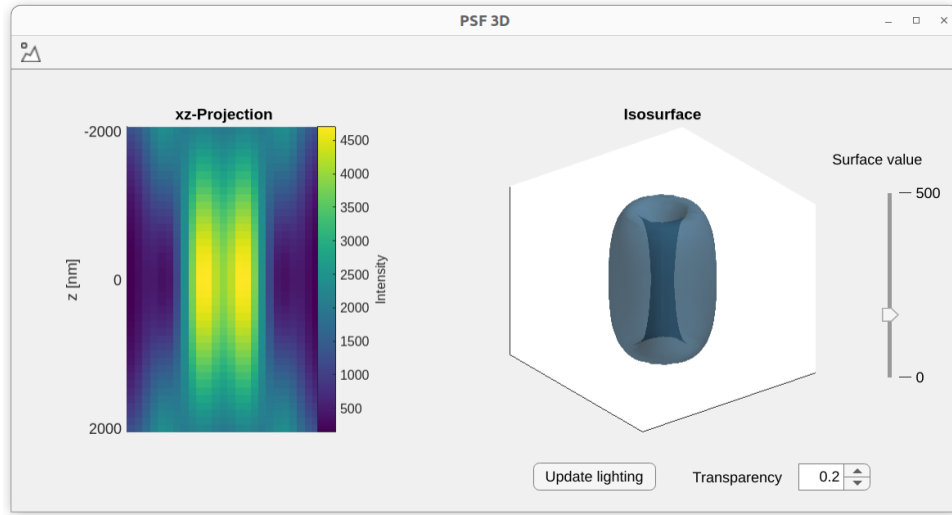 PSF 3D
xz-Projection
Isosurface
-2000
0
2000
z [nm]
4500
4000
3500
3000
2500
2000
1500
1000
500
Intensity
Surface value
500
0
Update lighting
Transparency
0.2